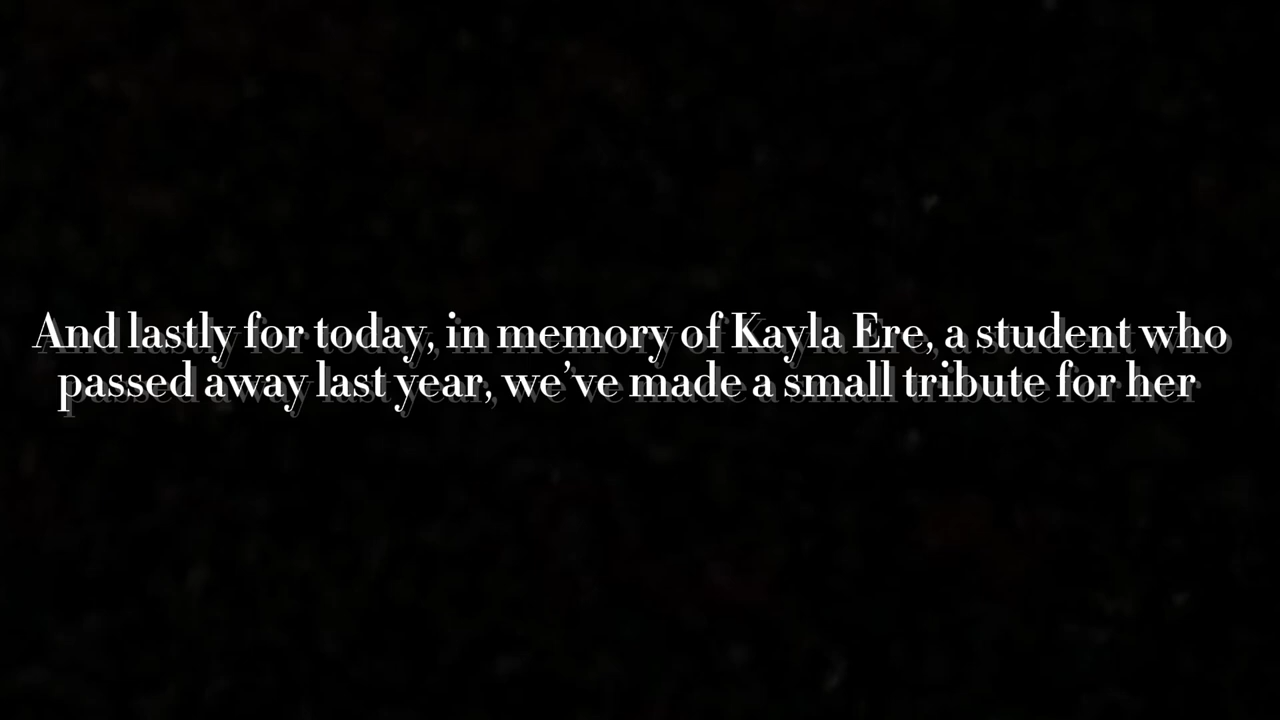 And lastly for today, in memory of Kayla Ere, a student who
passed away last year, we’ve made a small tribute for her